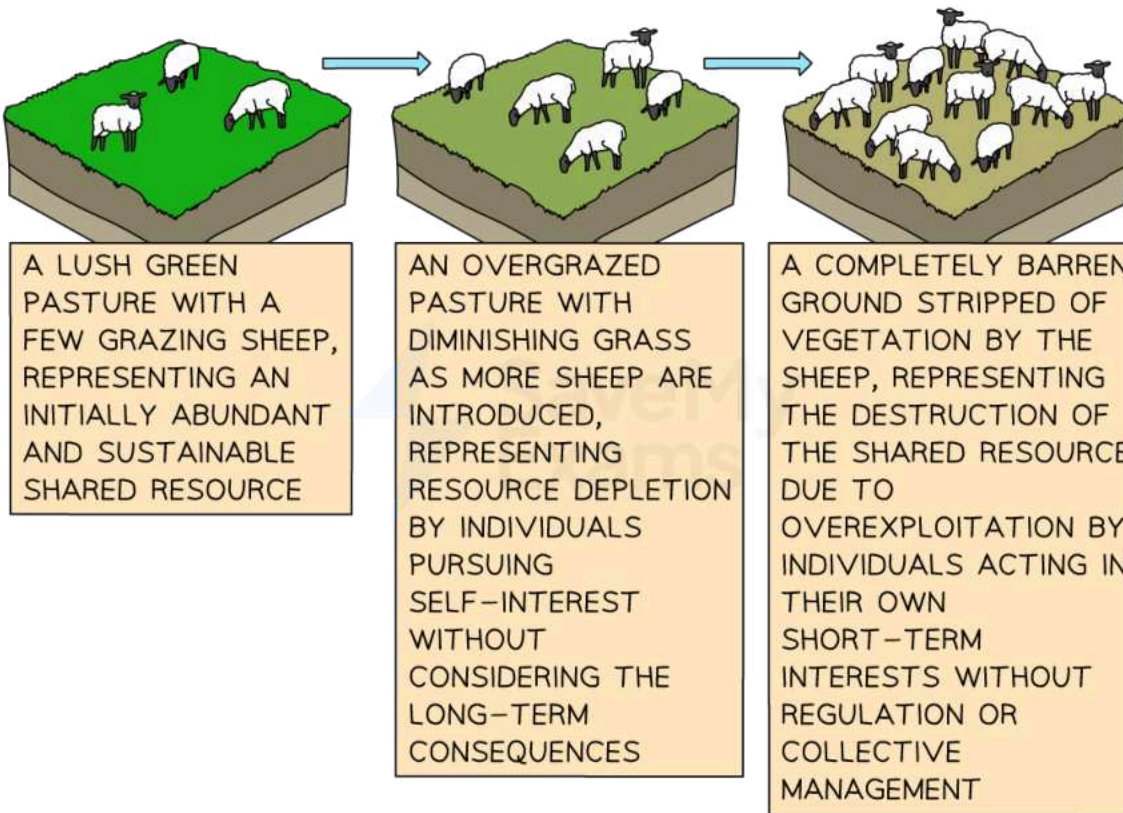 A LUSH GREEN
PASTURE WITH A
FEW GRAZING SHEEP,
REPRESENTING AN
INITIALLY ABUNDANT
AND SUSTAINABLE
SHARED RESOURCE
AN OVERGRAZED
PASTURE WITH
DIMINISHING GRASS
AS MORE SHEEP ARE
INTRODUCED,
REPRESENTING
RESOURCE DEPLETION
BY INDIVIDUALS
PURSUING
SELF-INTEREST
WITHOUT
CONSIDERING THE
LONG-TERM
CONSEQUENCES
A COMPLETELY BARREN
GROUND STRIPPED OF
VEGETATION BY THE
SHEEP, REPRESENTING
THE DESTRUCTION OF
THE SHARED RESOURCE
DUE TO
OVEREXPLOITATION BY
INDIVIDUALS ACTING IN
THEIR OWN
SHORT-TERM
INTERESTS WITHOUT
REGULATION OR
COLLECTIVE
MANAGEMENT
SaveMy
Exams